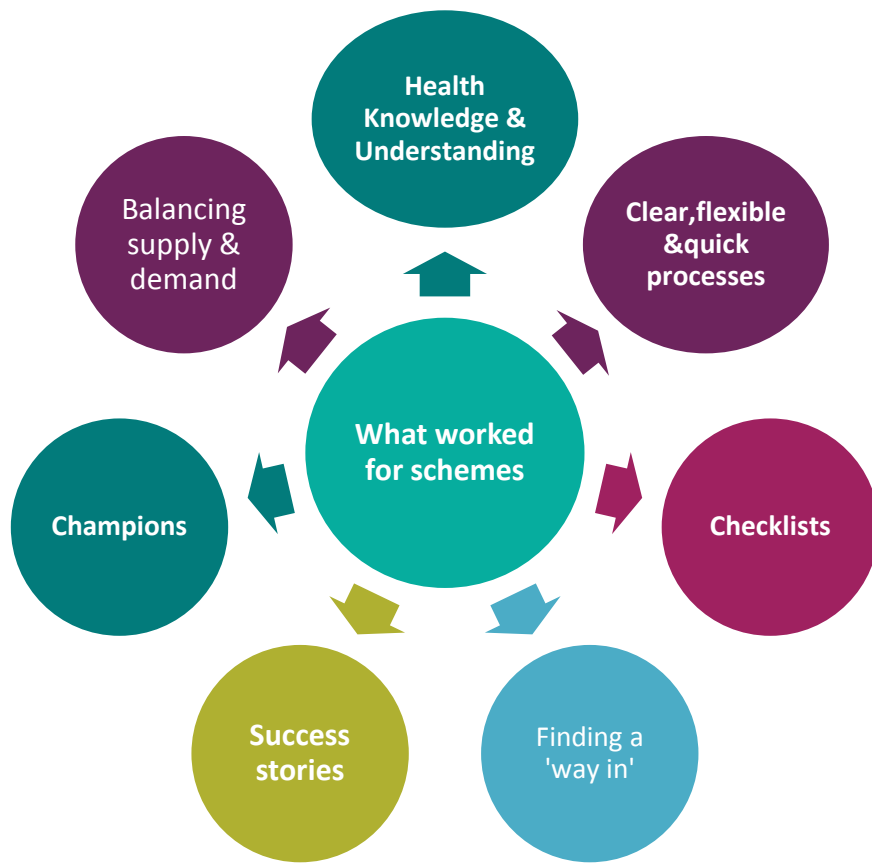 Health
Knowledge &
Understanding
Clear,flexible
&quick
processes
Checklists
Finding a
'way in'
Success
stories
Champions
Balancing
supply &
demand
What worked
for schemes